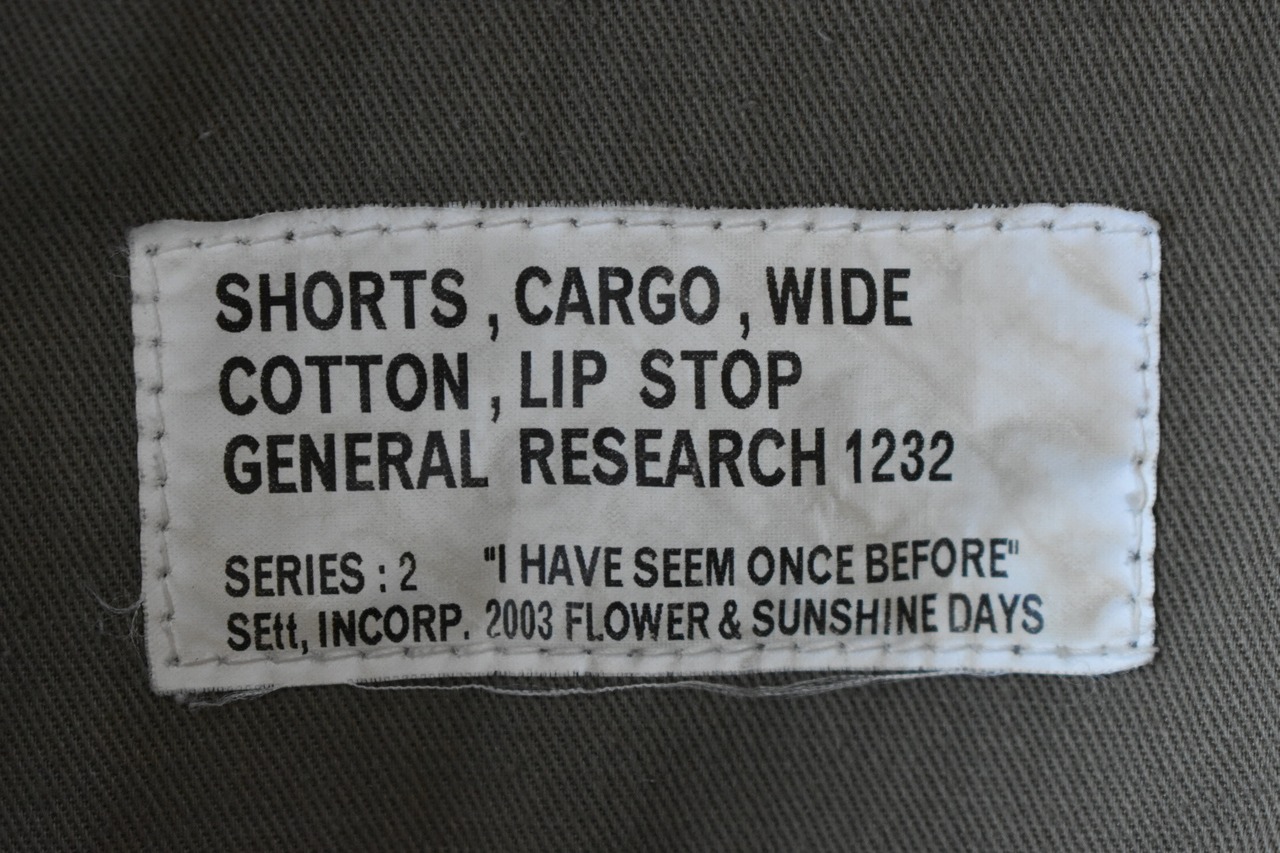 SHORTS , CARGO , WIDE
COTTON , LIP STOP
GENERAL RESEARCH 1232
SERIES : 2 "I HAVE SEEM ONCE BEFORE"
SEtt, INCORP. 2003 FLOWER & SUNSHINE DAYS